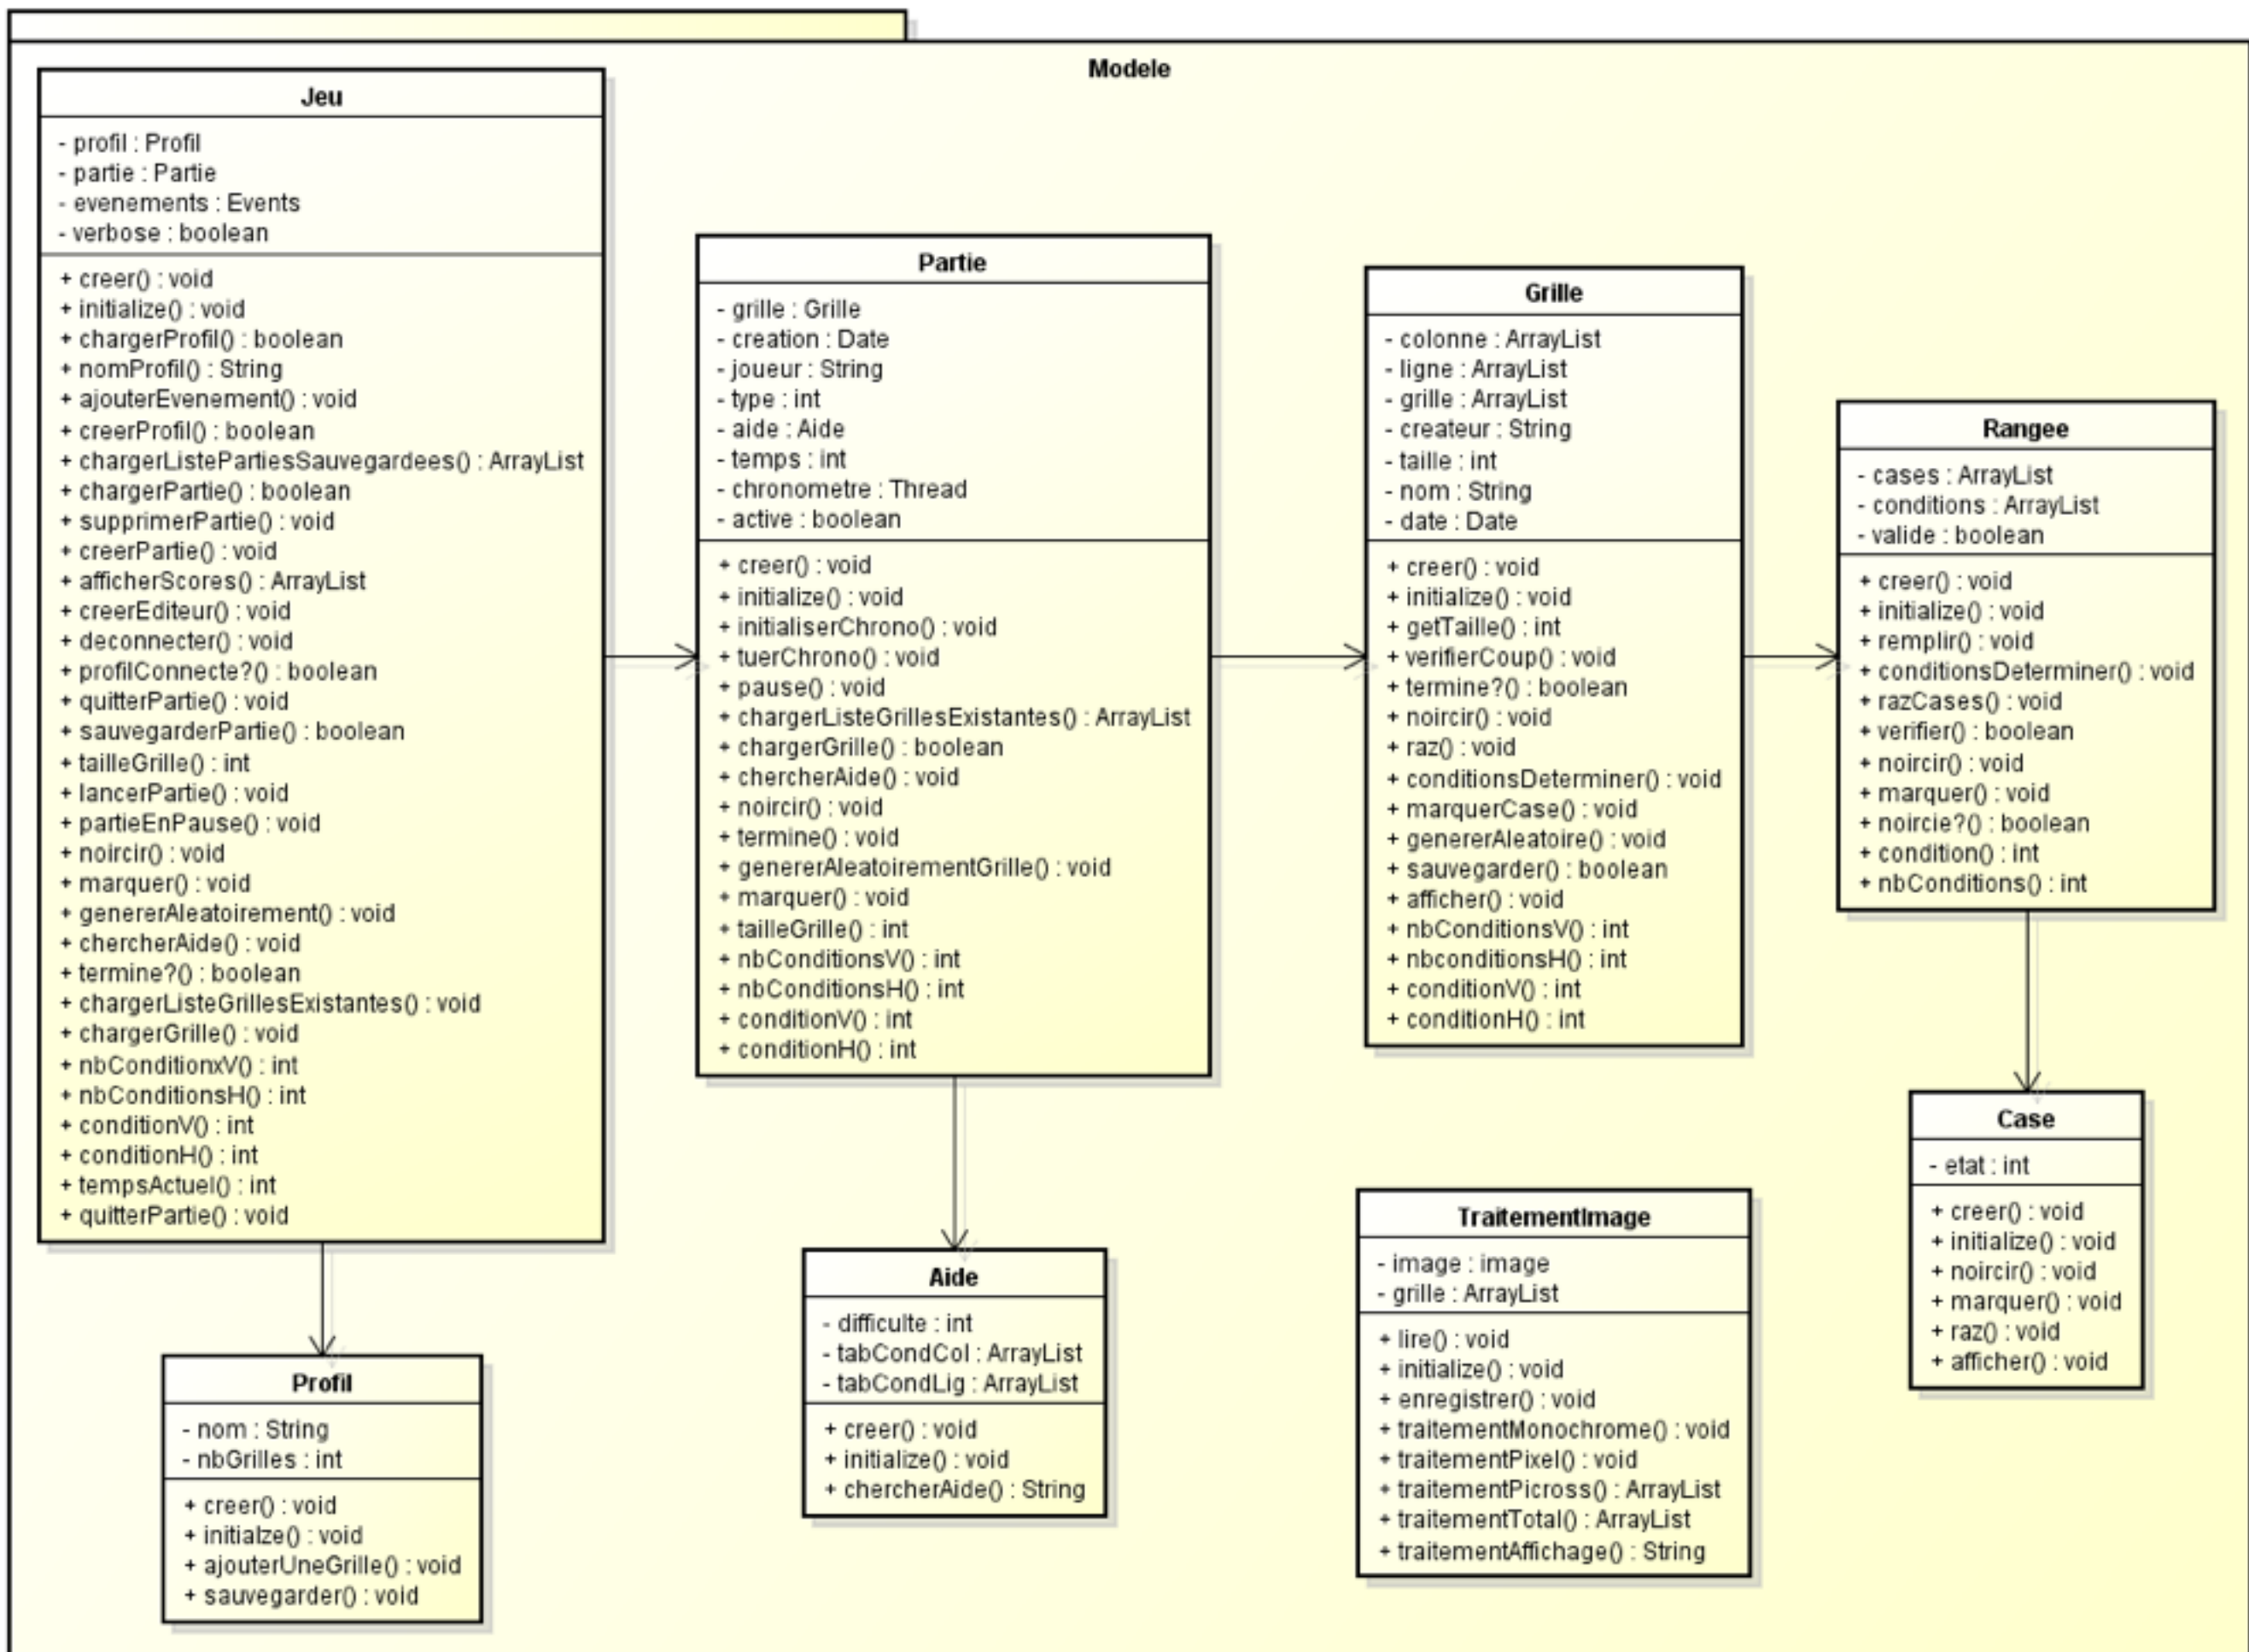 Modele
Jeu
- profil : Profil
- partie : Partie
- evenements : Events
- verbose : boolean
+ creer() : void
+ initialize() : void
+ chargerProfil() : boolean
+ nomProfil() : String
+ ajouterEvenement() : void
+ creerProfil() : boolean
+ chargerListePartiesSauvegardees() : ArrayList
+ chargerPartie() : boolean
+ supprimerPartie() : void
+ creerPartie() : void
+ afficherScores() : ArrayList
+ creerEditeur() : void
+ deconnecter() : void
+ profilConnecte?() : boolean
+ quitterPartie() : void
+ sauvegarderPartie() : boolean
+ tailleGrille() : int
+ lancerPartie() : void
+ partieEnPause() : void
+ noircir() : void
+ marquer() : void
+ genererAleatoirement() : void
+ chercherAide() : void
+ termine?() : boolean
+ chargerListeGrillesExistantes() : void
+ chargerGrille() : void
+ nbConditionxV() : int
+ nbConditionsH() : int
+ conditionV() : int
+ conditionH() : int
+ tempsActuel() : int
+ quitterPartie() : void
Partie
- grille : Grille
- creation : Date
- joueur : String
- type : int
- aide : Aide
- temps : int
- chronometre : Thread
- active : boolean
+ creer() : void
+ initialize() : void
+ initialiserChrono() : void
+ tuerChrono() : void
+ pause() : void
+ chargerListeGrillesExistantes() : ArrayList
+ chargerGrille() : boolean
+ chercherAide() : void
+ noircir() : void
+ termine() : void
+ genererAleatoirementGrille() : void
+ marquer() : void
+ tailleGrille() : int
+ nbConditionsV() : int
+ nbConditionsH() : int
+ conditionV() : int
+ conditionH() : int
Grille
- colonne : ArrayList
- ligne : ArrayList
- grille : ArrayList
- createur : String
- taille : int
- nom : String
- date : Date
+ creer() : void
+ initialize() : void
+ getTaille() : int
+ verifierCoup() : void
+ termine?() : boolean
+ noircir() : void
+ raz() : void
+ conditionsDeterminer() : void
+ marquerCase() : void
+ genererAleatoire() : void
+ sauvegarder() : boolean
+ afficher() : void
+ nbConditionsV() : int
+ nbconditionsH() : int
+ conditionV() : int
+ conditionH() : int
Rangee
- cases : ArrayList
- conditions : ArrayList
- valide : boolean
+ creer() : void
+ initialize() : void
+ remplir() : void
+ conditionsDeterminer() : void
+ razCases() : void
+ verifier() : boolean
+ noircir() : void
+ marquer() : void
+ noircie?() : boolean
+ condition() : int
+ nbConditions() : int
Profil
- nom : String
- nbGrilles : int
+ creer() : void
+ initialze() : void
+ ajouterUneGrille() : void
+ sauvegarder() : void
Aide
- difficulte : int
- tabCondCol : ArrayList
- tabCondLig : ArrayList
+ creer() : void
+ initialize() : void
+ chercherAide() : String
TraitementImage
- image : image
- grille : ArrayList
+ lire() : void
+ initialize() : void
+ enregistrer() : void
+ traitementMonochrome() : void
+ traitementPixel() : void
+ traitementPicross() : ArrayList
+ traitementTotal() : ArrayList
+ traitementAffichage() : String
Case
- etat : int
+ creer() : void
+ initialize() : void
+ noircir() : void
+ marquer() : void
+ raz() : void
+ afficher() : void